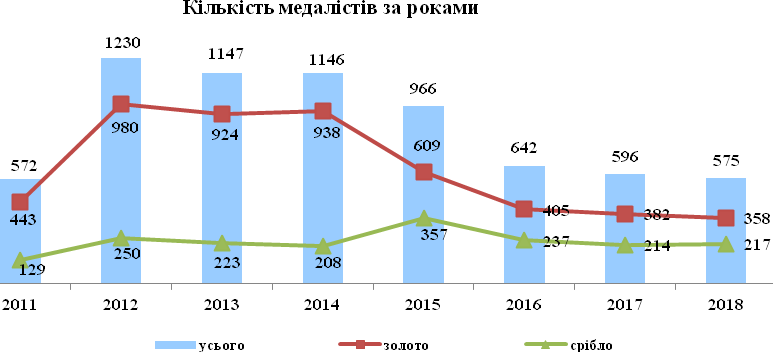 Кількість медалістів за роками
572 1230 1147 1146 966 642 596 575
443 980 924 938 609 405 382 358
129 250 223 208 357 237 214 217
2011 2012 2013 2014 2015 2016 2017 2018
усього золото срібло